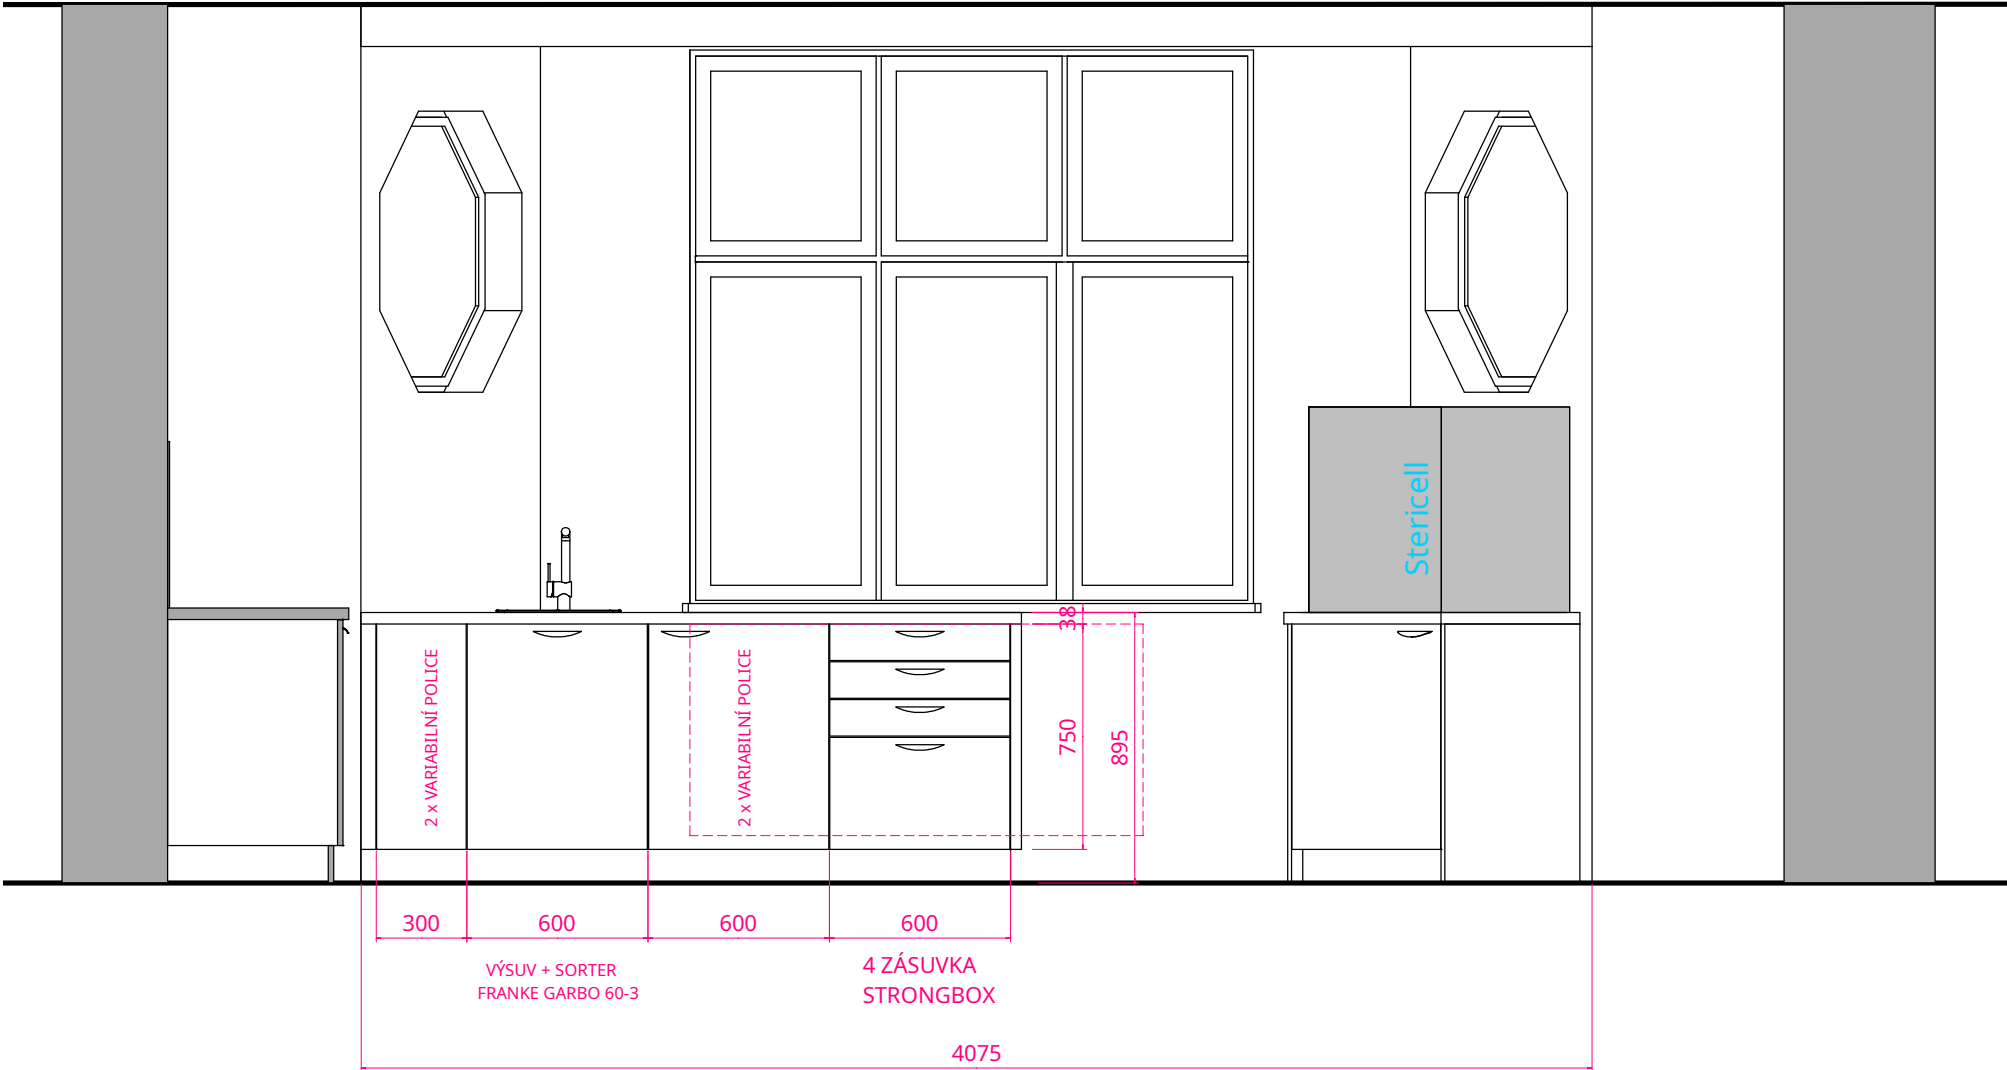 Stericell
38
2 x VARIABILNÍ POLICE
2 x VARIABILNÍ POLICE
750
895
300
600
600
600
VÝSUV + SORTER
FRANKE GARBO 60-3
4 ZÁSUVKA
STRONGBOX
4075